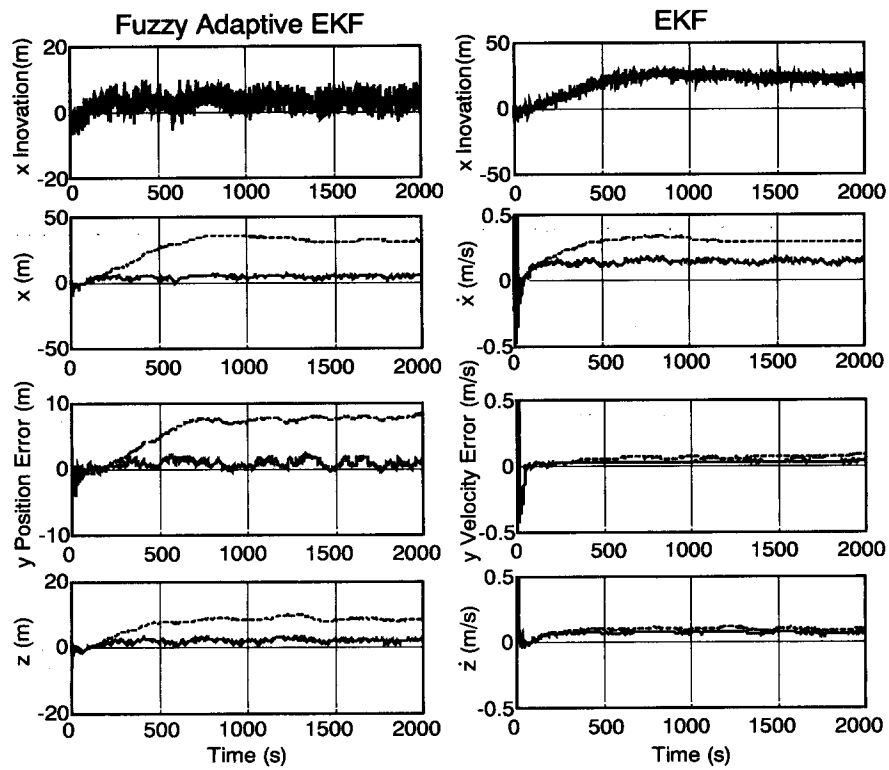 Fuzzy Adaptive EKF
EKF
x Inovation(m)
20
0
-20
0 500 1000 1500 2000
x Inovation(m)
50
0
-50
0 500 1000 1500 2000
x (m)
50
0
-50
0 500 1000 1500 2000
ẋ (m/s)
0.5
0
-0.5
0 500 1000 1500 2000
y Position Error (m)
10
0
-10
0 500 1000 1500 2000
y Velocity Error (m/s)
0.5
0
-0.5
0 500 1000 1500 2000
z (m)
20
0
-20
0 500 1000 1500 2000
Time (s)
ż (m/s)
0.5
0
-0.5
0 500 1000 1500 2000
Time (s)